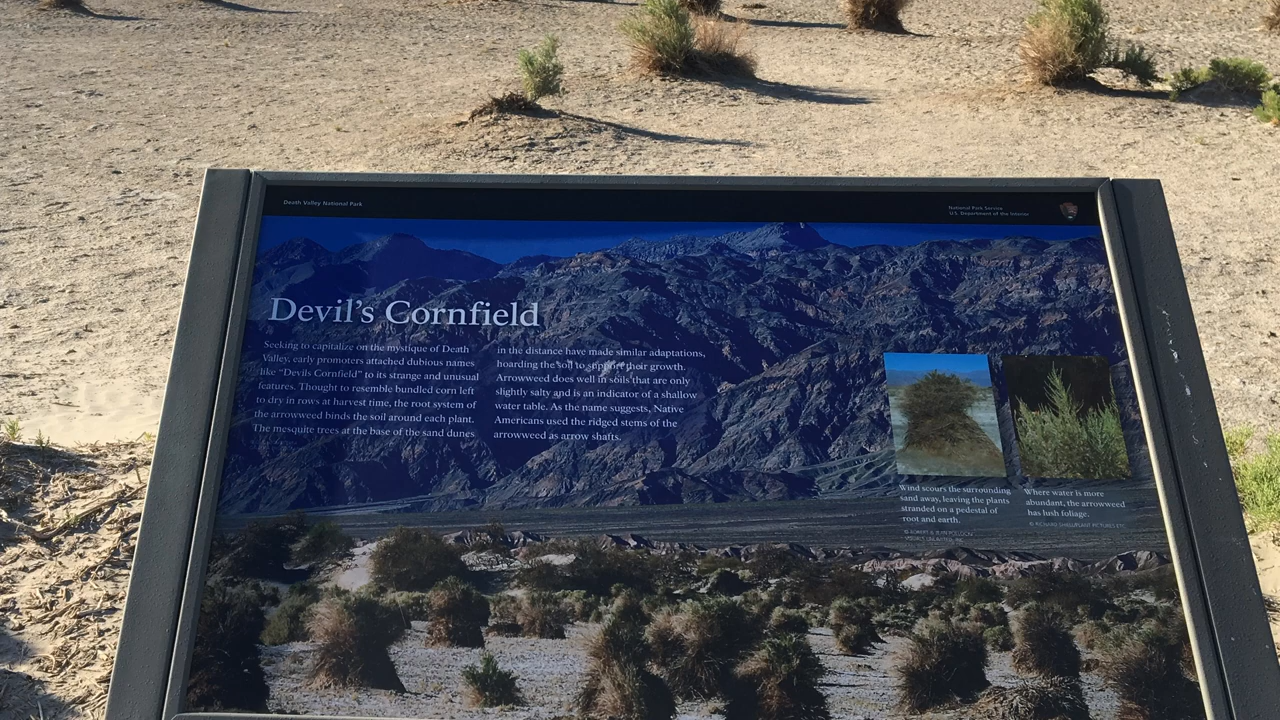 Death Valley National Park
National Park Service
U.S. Department of the Interior
Devil's Cornfield
Seeking to capitalize on the mystique of Death
Valley, early promoters attached dubious names
like "Devils Cornfield" to its strange and unusual
features. Thought to resemble bundled corn left
to dry in rows at harvest time, the root system of
the arrowweed binds the soil around each plant.
The mesquite trees at the base of the sand dunes
in the distance have made similar adaptations,
hoarding the soil to support their growth.
Arrowweed does well in soils that are only
slightly salty and is an indicator of a shallow
water table. As the name suggests, Native
Americans used the ridged stems of the
arrowweed as arrow shafts.
Wind scours the surrounding
sand away, leaving the plants
stranded on a pedestal of
root and earth.
Where water is more
abundant, the arrowweed
has lush foliage.